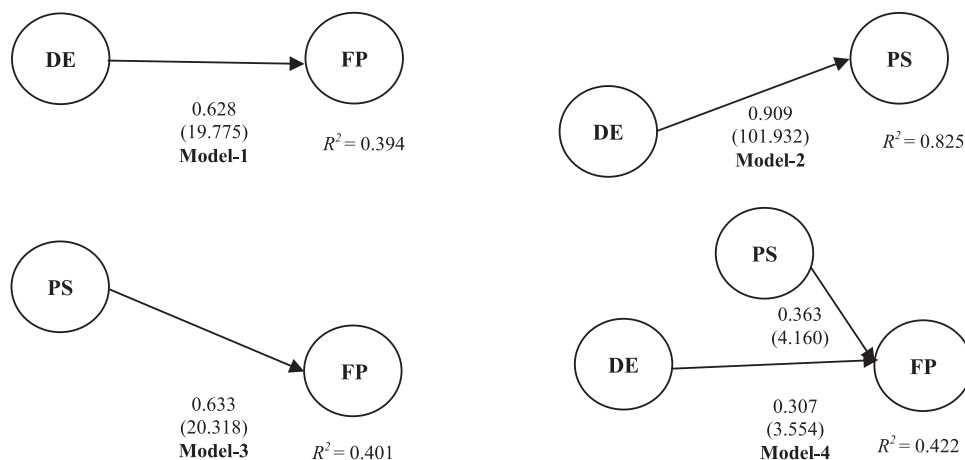 DE
FP
0.628
(19.775)
Model-1
R² = 0.394
PS
DE
0.909
(101.932)
Model-2
R² = 0.825
PS
FP
0.633
(20.318)
Model-3
R² = 0.401
PS
0.363
(4.160)
DE
FP
0.307
(3.554)
Model-4
R² = 0.422